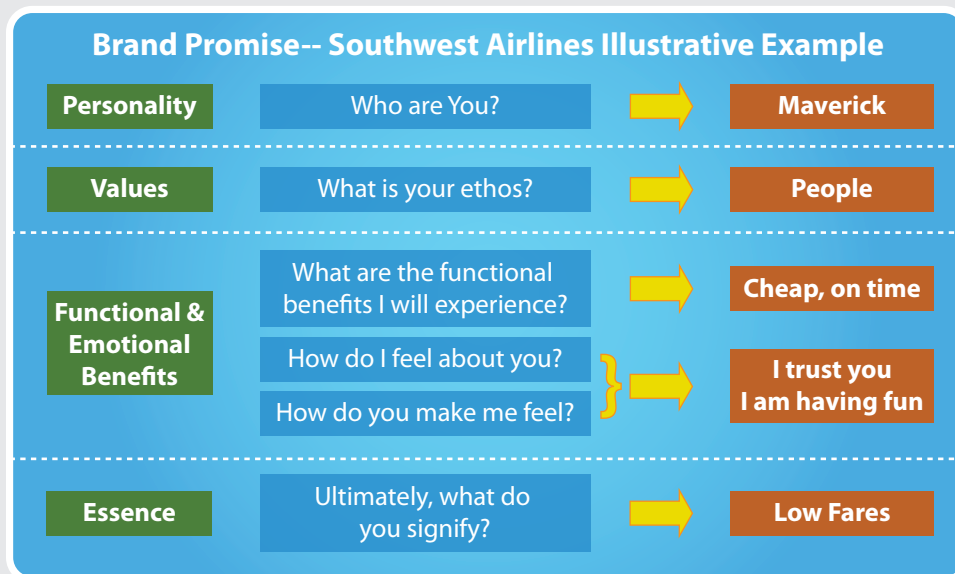 Brand Promise-- Southwest Airlines Illustrative Example
Personality
Who are You?
Maverick
Values
What is your ethos?
People
Functional &
Emotional
Benefits
What are the functional
benefits I will experience?
Cheap, on time
How do I feel about you?
How do you make me feel?
}
I trust you
I am having fun
Essence
Ultimately, what do
you signify?
Low Fares